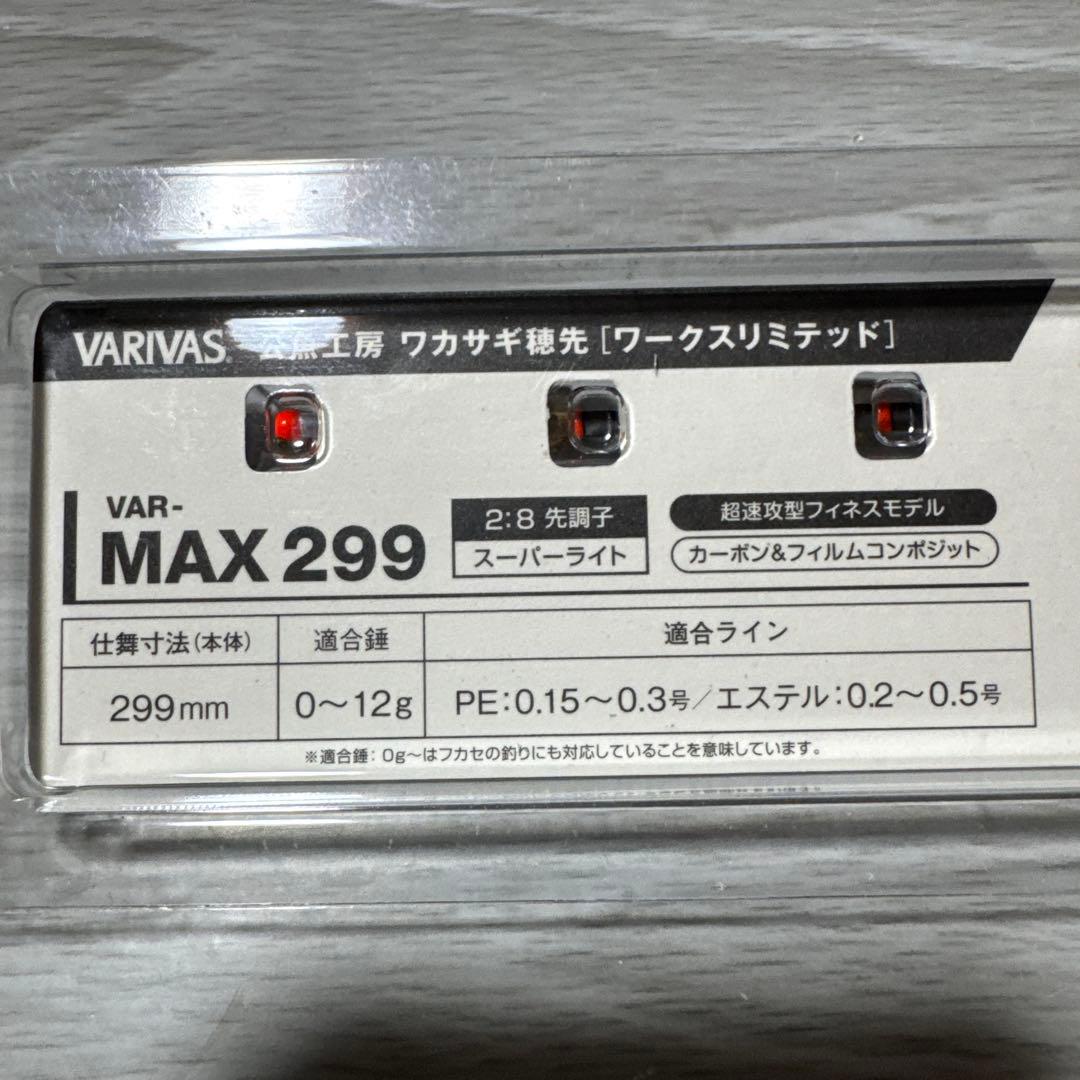 VARIVAS® 工房 ワカサギ穂先 [ワークスリミテッド]
VAR-
MAX 299
2:8 先調子
スーパーライト
超速攻型フィネスモデル
カーボン&フィルムコンポジット
仕舞寸法(本体) 適合錘 適合ライン
299mm 0～12g PE:0.15～0.3号/エステル:0.2～0.5号
※適合錘: 0g～はフカセの釣りにも対応していることを意味しています。